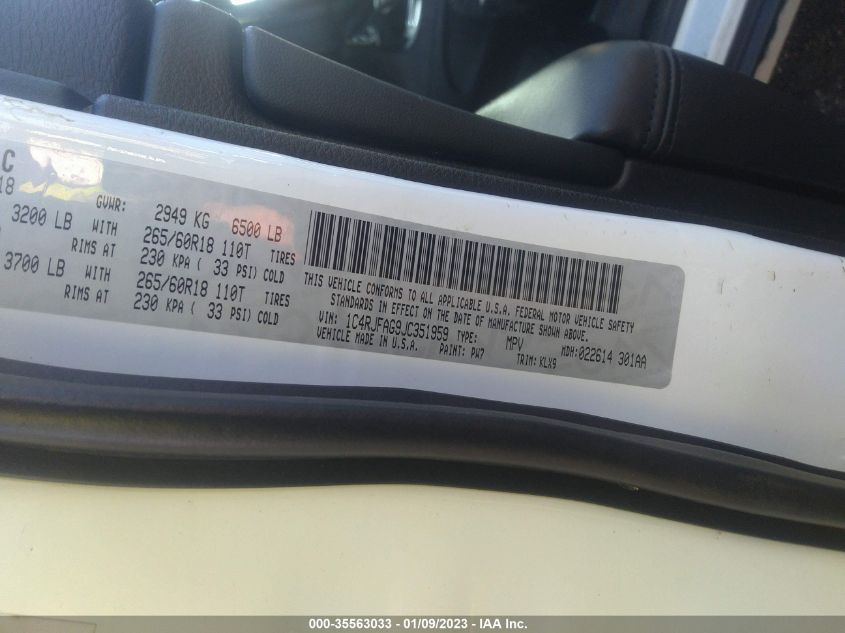 C
18
GVWR: 2949 KG 6500 LB
3200 LB WITH 265/60R18 110T TIRES
RIMS AT 230 KPA ( 33 PSI) COLD
3700 LB WITH 265/60R18 110T TIRES
RIMS AT 230 KPA ( 33 PSI) COLD
THIS VEHICLE CONFORMS TO ALL APPLICABLE U.S.A. FEDERAL MOTOR VEHICLE SAFETY
STANDARDS IN EFFECT ON THE DATE OF MANUFACTURE SHOWN ABOVE.
VIN: 1C4RJFAG9JC351959 TYPE: MPV MDH:022614 301AA
VEHICLE MADE IN U.S.A. PAINT: PW7 TRIM: KLX9
000-35563033 - 01/09/2023 - IAAI.COM